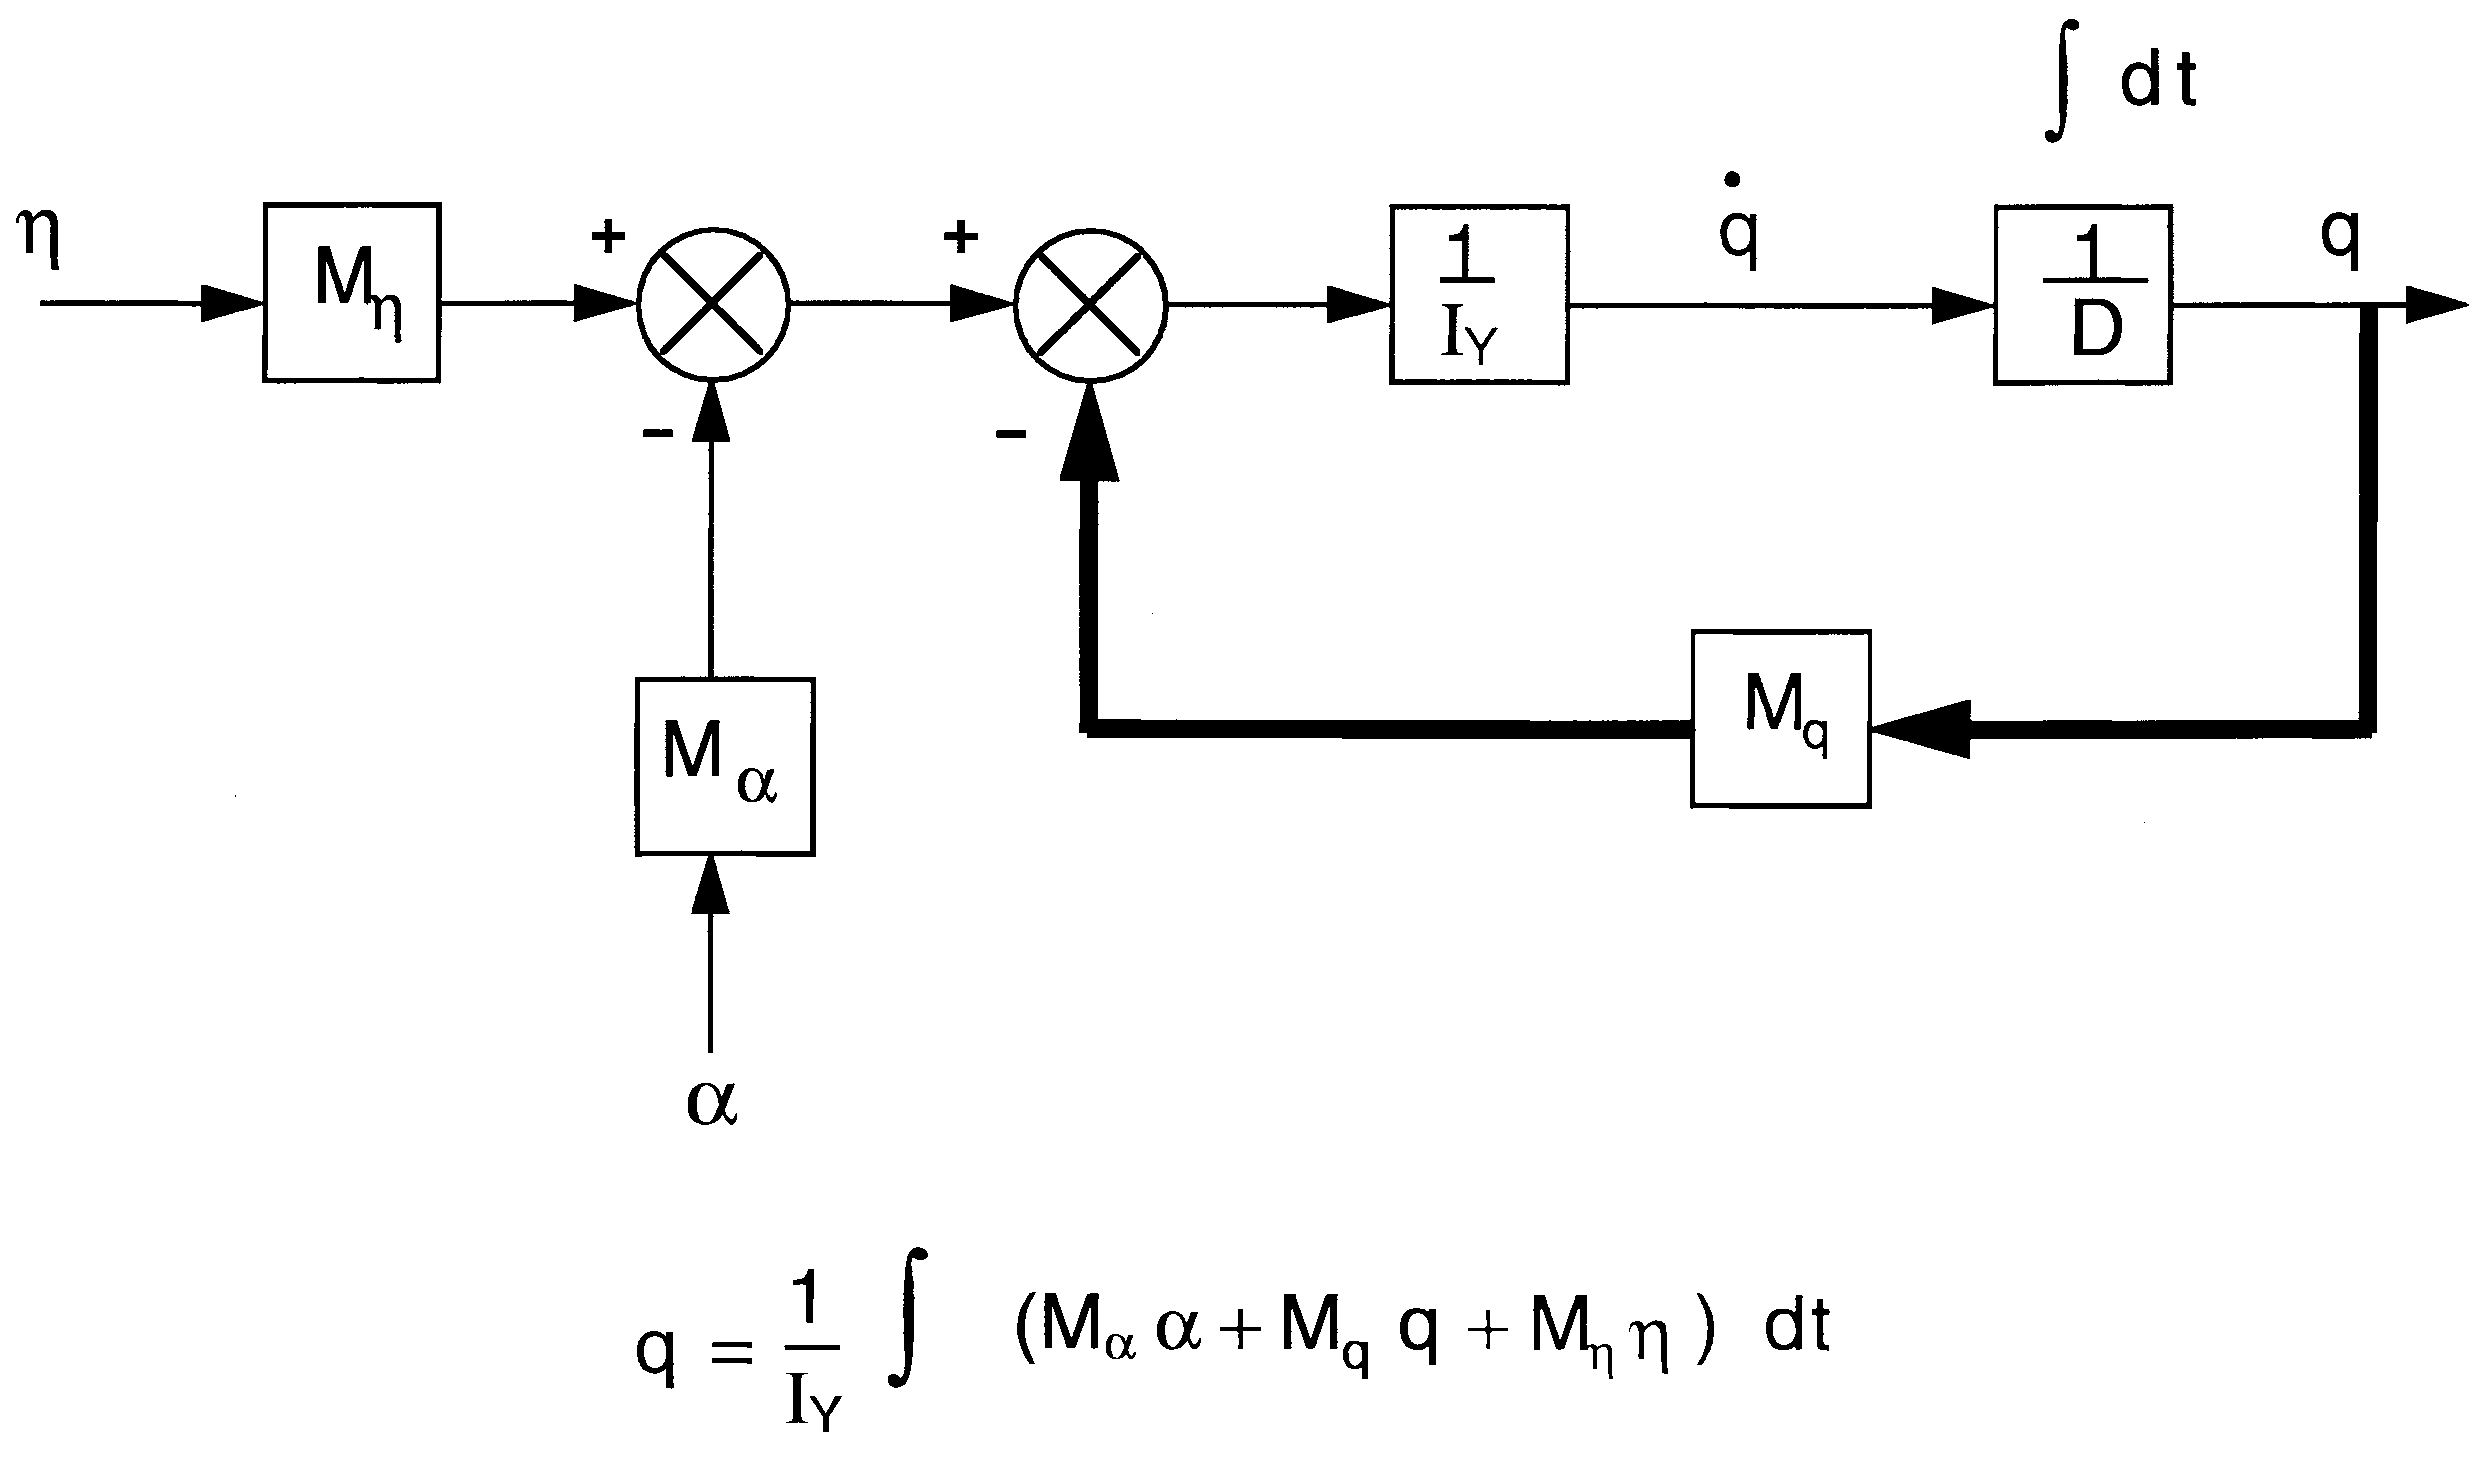 ∫ dt
η
Mη
+
+
1
IY
q̇
1
D
q
-
-
Mα
Mq
α
q = 1/IY ∫ (Mα α + Mq q + Mη η) dt